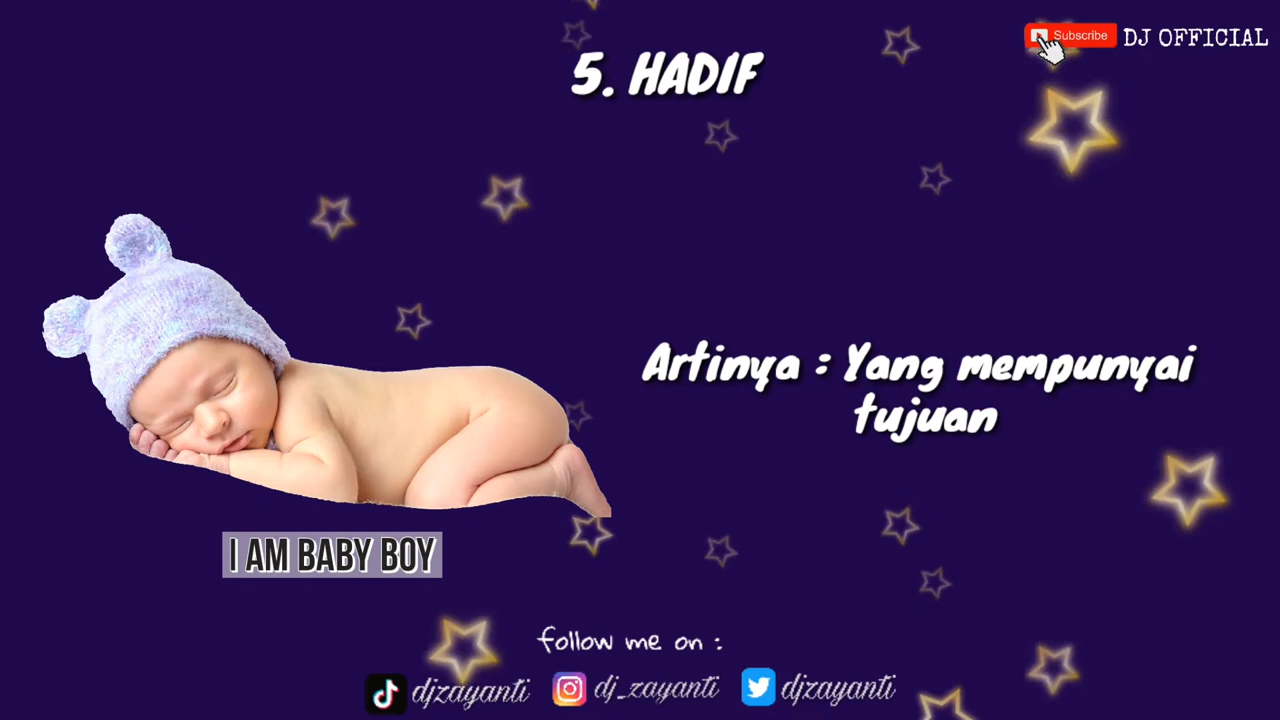 Subscribe DJ OFFICIAL
5. HADIF
Artinya : Yang mempunyai
tujuan
I AM BABY BOY
follow me on :
djzayanti dj_zayanti djzayanti